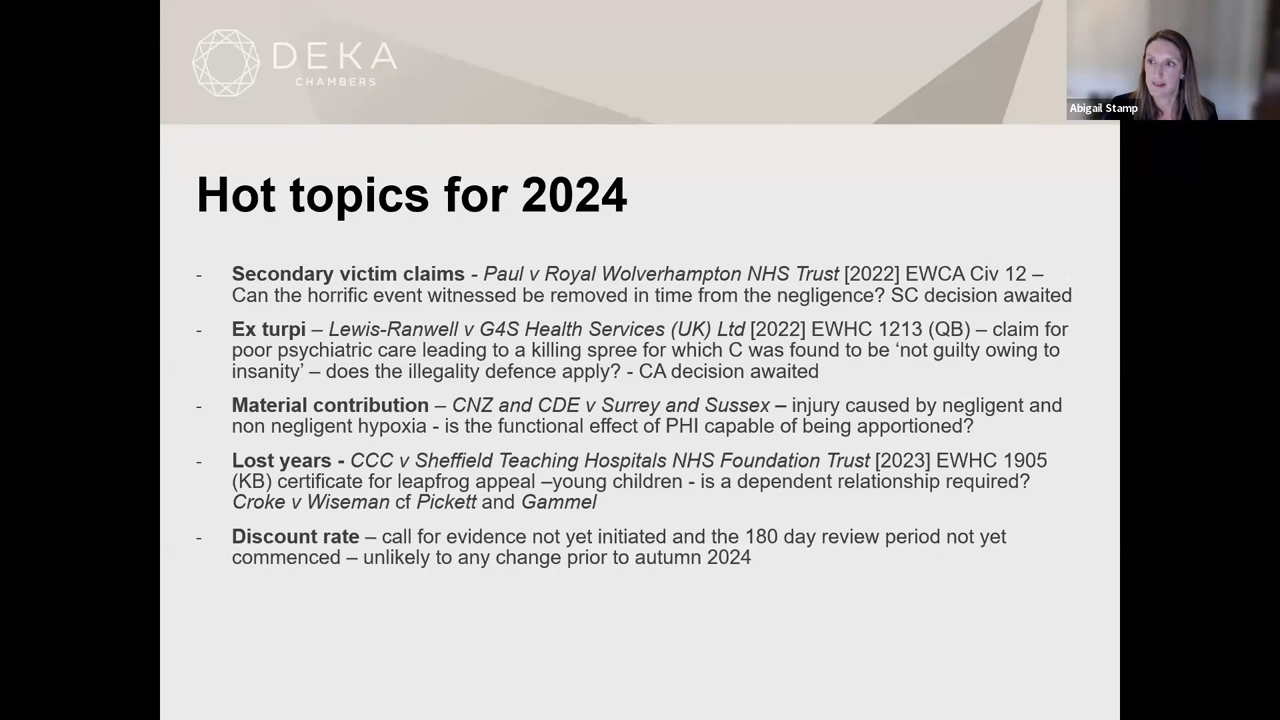 DEKA
CHAMBERS
Abigail Stamp
Hot topics for 2024
- Secondary victim claims - Paul v Royal Wolverhampton NHS Trust [2022] EWCA Civ 12 –
Can the horrific event witnessed be removed in time from the negligence? SC decision awaited
- Ex turpi – Lewis-Ranwell v G4S Health Services (UK) Ltd [2022] EWHC 1213 (QB) – claim for
poor psychiatric care leading to a killing spree for which C was found to be ‘not guilty owing to
insanity’ – does the illegality defence apply? - CA decision awaited
- Material contribution – CNZ and CDE v Surrey and Sussex – injury caused by negligent and
non negligent hypoxia - is the functional effect of PHI capable of being apportioned?
- Lost years - CCC v Sheffield Teaching Hospitals NHS Foundation Trust [2023] EWHC 1905
(KB) certificate for leapfrog appeal –young children - is a dependent relationship required?
Croke v Wiseman cf Pickett and Gammel
- Discount rate – call for evidence not yet initiated and the 180 day review period not yet
commenced – unlikely to any change prior to autumn 2024